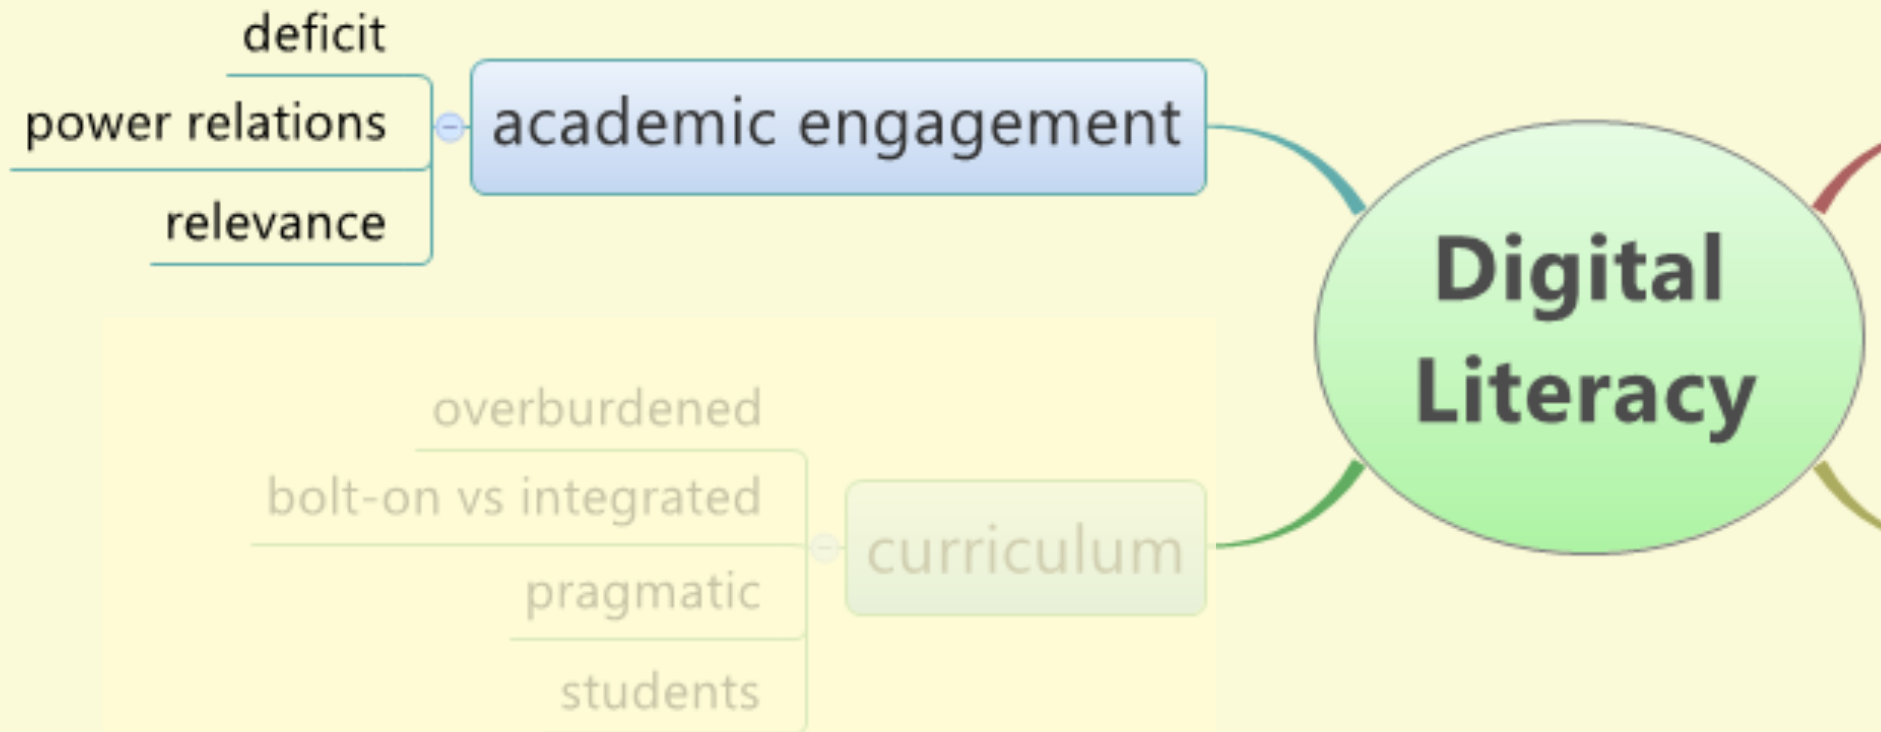 deficit
power relations
relevance
academic engagement
Digital
Literacy
overburdened
bolt-on vs integrated
pragmatic
students
curriculum